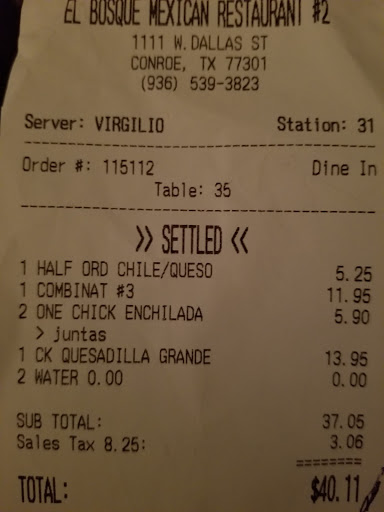 EL BOSQUE MEXICAN RESTAURANT #2
1111 W. DALLAS ST
CONROE, TX 77301
(936) 539-3823
Server: VIRGILIO Station: 31
Order #: 115112 Dine In
Table: 35
>> SETTLED <<
1 HALF ORD CHILE/QUESO 5.25
1 COMBINAT #3 11.95
2 ONE CHICK ENCHILADA 5.90
> juntas
1 CK QUESADILLA GRANDE 13.95
2 WATER 0.00 0.00
SUB TOTAL: 37.05
Sales Tax 8.25: 3.06
========
TOTAL: $40.11